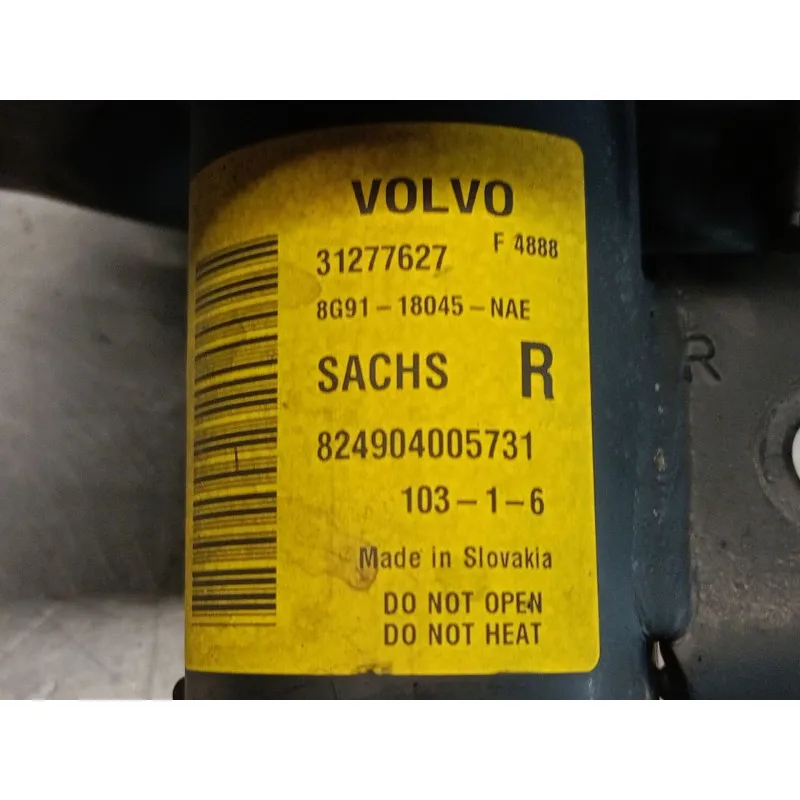 VOLVO
31277627 F 4888
8G91-18045-NAE
SACHS R
824904005731
103-1-6
Made in Slovakia
DO NOT OPEN
DO NOT HEAT
R